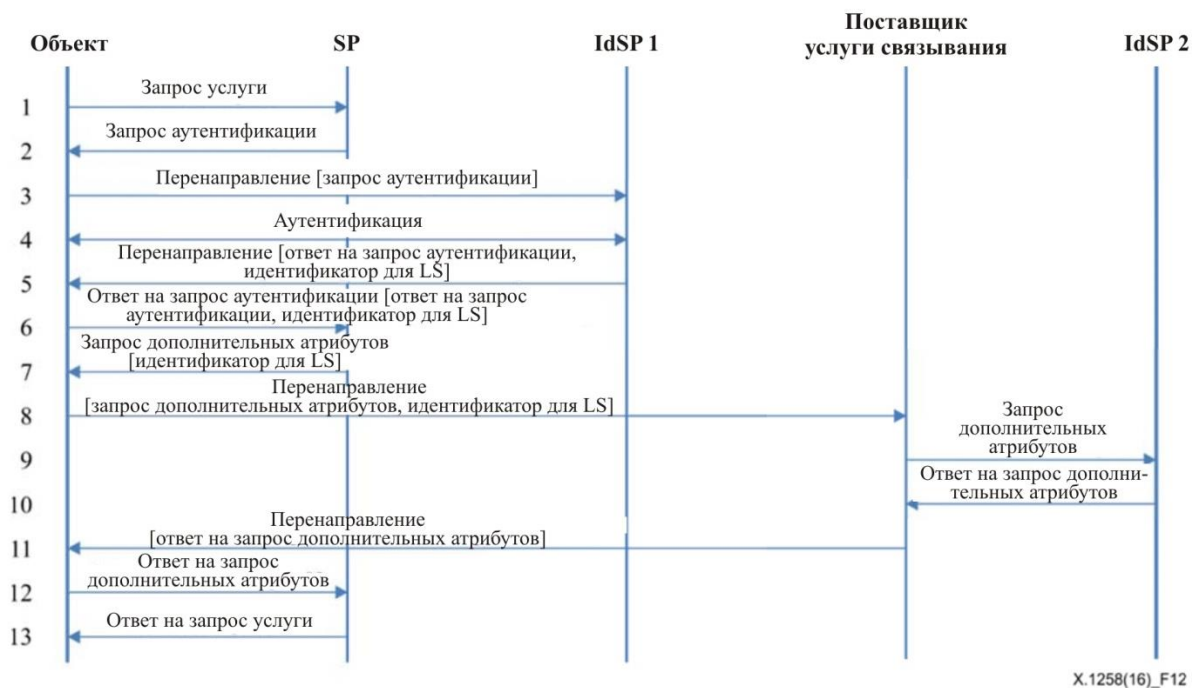 Объект
SP
IdSP 1
Поставщик
услуги связывания
IdSP 2
1
Запрос услуги
2
Запрос аутентификации
3
Перенаправление [запрос аутентификации]
4
Аутентификация
Перенаправление [ответ на запрос аутентификации,
идентификатор для LS]
5
Ответ на запрос аутентификации [ответ на запрос
аутентификации, идентификатор для LS]
6
Запрос дополнительных атрибутов
[идентификатор для LS]
7
Перенаправление
[запрос дополнительных атрибутов, идентификатор для LS]
8
Запрос
дополнительных
атрибутов
9
Ответ на запрос дополни-
тельных атрибутов
10
Перенаправление
[ответ на запрос дополнительных атрибутов]
11
Ответ на запрос
дополнительных атрибутов
12
Ответ на запрос услуги
13
X.1258(16)_F12